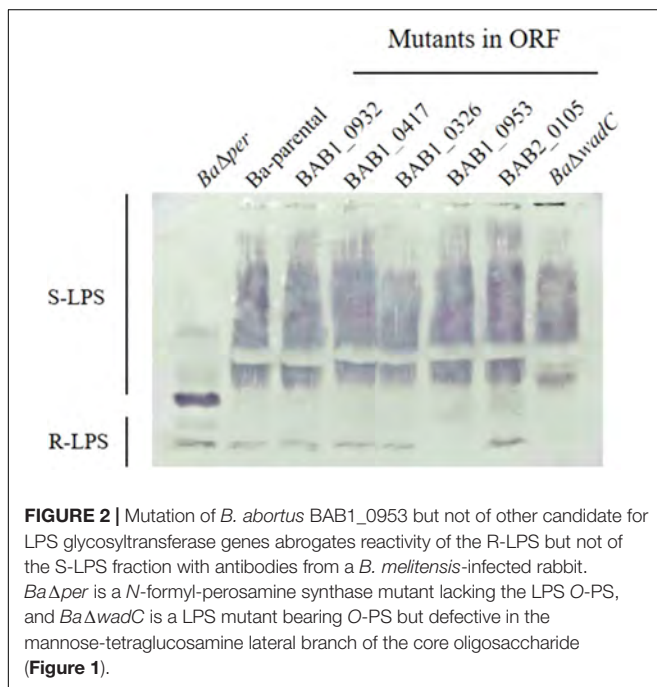 Mutants in ORF
BaΔper
Ba-parental
BAB1_0932
BAB1_0417
BAB1_0326
BAB1_0953
BAB2_0105
BaΔwadC
S-LPS
R-LPS
FIGURE 2 | Mutation of B. abortus BAB1_0953 but not of other candidate for
LPS glycosyltransferase genes abrogates reactivity of the R-LPS but not of
the S-LPS fraction with antibodies from a B. melitensis-infected rabbit.
BaΔper is a N-formyl-perosamine synthase mutant lacking the LPS O-PS,
and BaΔwadC is a LPS mutant bearing O-PS but defective in the
mannose-tetraglucosamine lateral branch of the core oligosaccharide
(Figure 1).